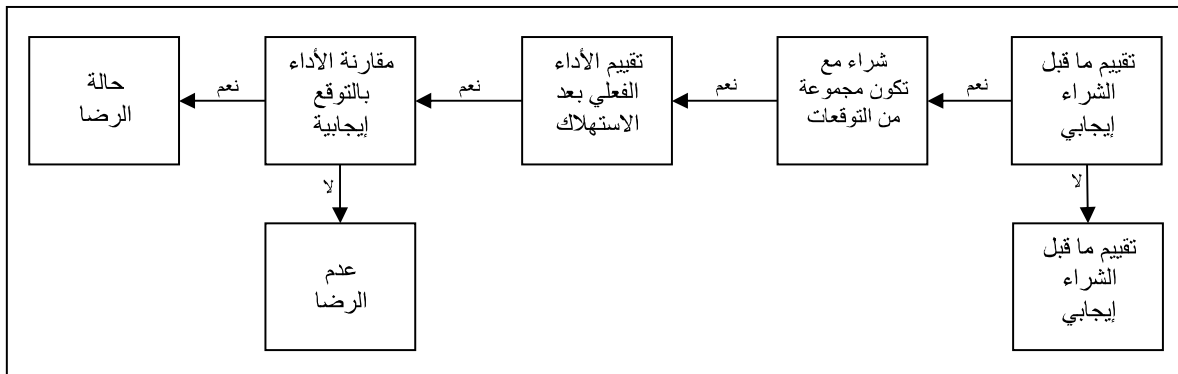 تقييم ما قبل
الشراء
إيجابي
نعم
شراء مع
تكون مجموعة
من التوقعات
نعم
تقييم الأداء
الفعلي بعد
الاستهلاك
نعم
مقارنة الأداء
بالتوقع
إيجابية
نعم
حالة
الرضا
لا
تقييم ما قبل
الشراء
إيجابي
لا
عدم
الرضا